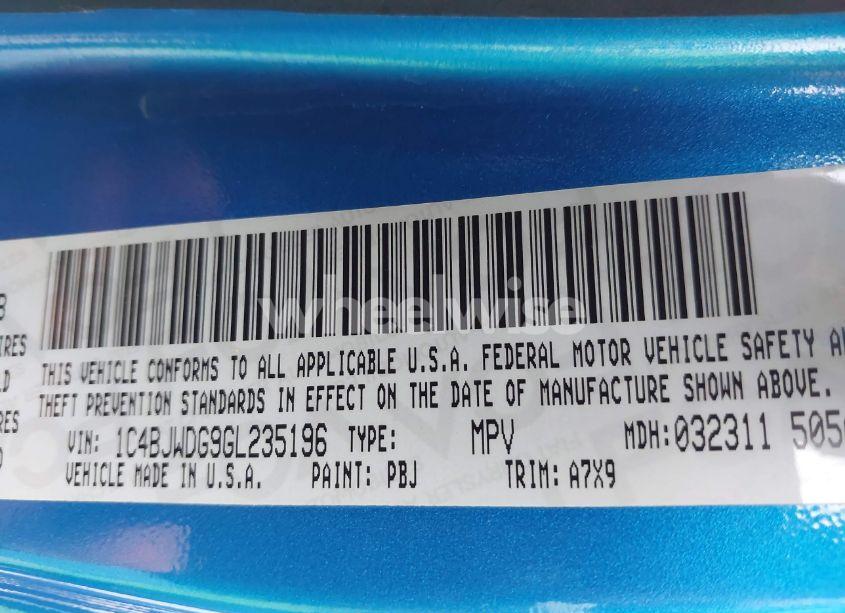 wheelwise
THIS VEHICLE CONFORMS TO ALL APPLICABLE U.S.A. FEDERAL MOTOR VEHICLE SAFETY
THEFT PREVENTION STANDARDS IN EFFECT ON THE DATE OF MANUFACTURE SHOWN ABOVE.
VIN: 1C4BJWDG9GL235196 TYPE: MPV MDH:032311 505
VEHICLE MADE IN U.S.A. PAINT: PBJ TRIM: A7X9